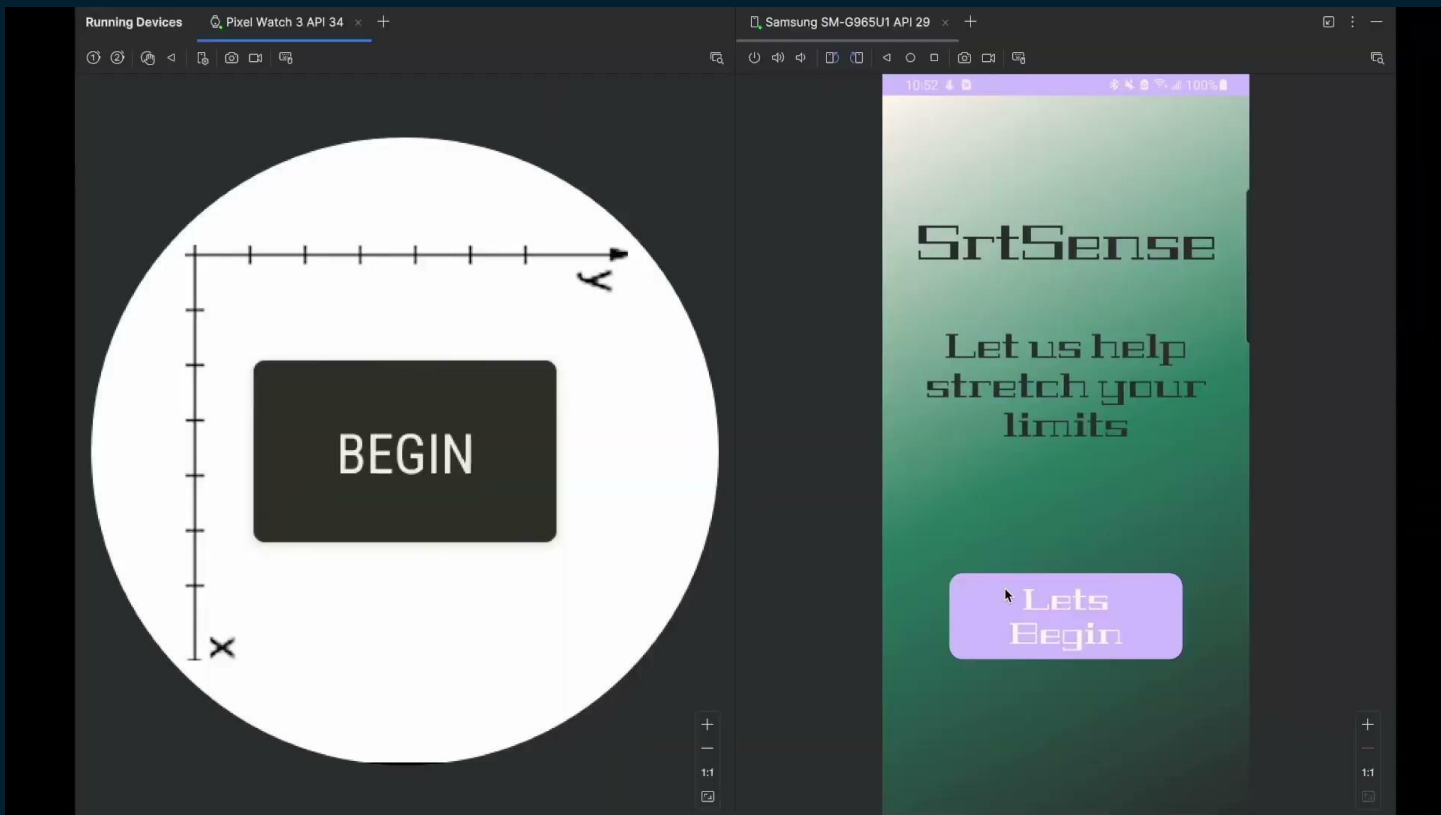 Running Devices
Pixel Watch 3 API 34
Samsung SM-G965U1 API 29
10:52
100%
y
BEGIN
x
SrtSense
Let us help
stretch your
limits
Lets
Begin
1:1
1:1